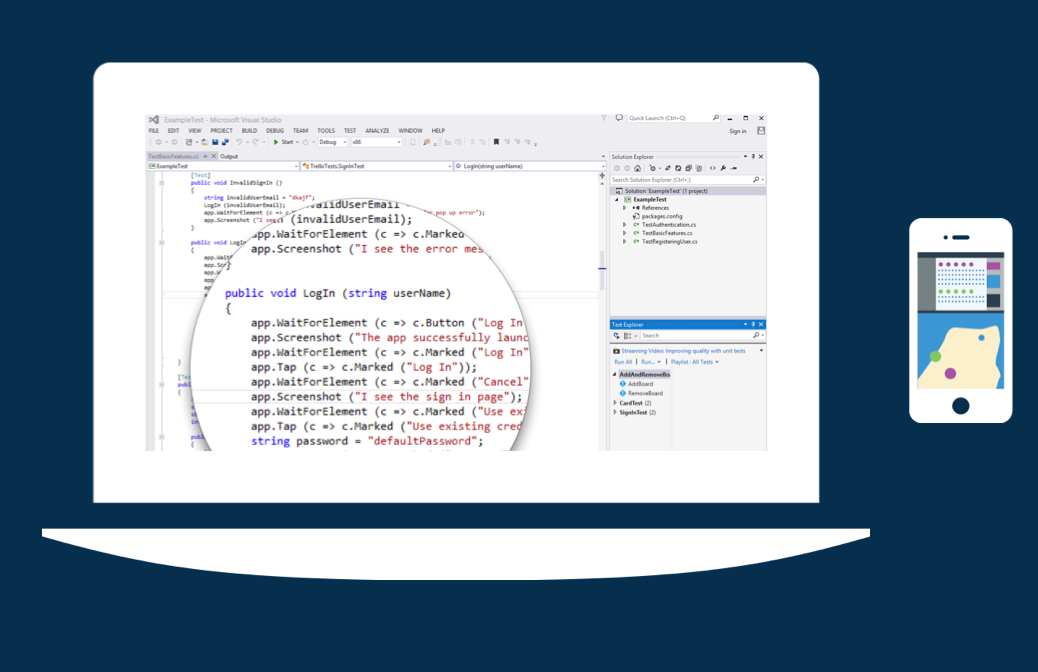 ExampleTest - Microsoft Visual Studio
Quick Launch (Ctrl+Q)
FILE EDIT VIEW PROJECT BUILD DEBUG TEAM TOOLS TEST ANALYZE WINDOW HELP
Sign in
Start Debug x86
TestBasicFeatures.cs Output
ExampleTest TrelloTests.SignInTest LogIn(string userName)
[Test]
public void InvalidSignIn ()
{
string invalidUserEmail = "dkajf";
LogIn (invalidUserEmail);
app.WaitForElement (c => c. pop up error");
app.Screenshot ("I see
}
public void LogIn
{
app.Wait
app.Scr
}
[Tes
publ
{
publ
{
validUserEmail
(invalidUserEmail);
app.WaitForElement (c => c.Marked
app.Screenshot ("I see the error mes
}
public void LogIn (string userName)
{
app.WaitForElement (c => c.Button ("Log In
app.Screenshot ("The app successfully launc
app.WaitForElement (c => c.Marked ("Log In"
app.Tap (c => c.Marked ("Log In"));
app.WaitForElement (c => c.Marked ("Cancel"
app.Screenshot ("I see the sign in page");
app.WaitForElement (c => c.Marked ("Use exi
app.Tap (c => c.Marked ("Use existing cred
string password = "defaultPassword";
Solution Explorer
Search Solution Explorer (Ctrl+;)
Solution 'ExampleTest' (1 project)
ExampleTest
References
packages.config
TestAuthentication.cs
TestBasicFeatures.cs
TestRegisteringUser.cs
Test Explorer
Search
Streaming Video: Improving quality with unit tests
Run All | Run... | Playlist : All Tests
AddAndRemoveBo
AddBoard
RemoveBoard
CardTest (2)
SignInTest (2)